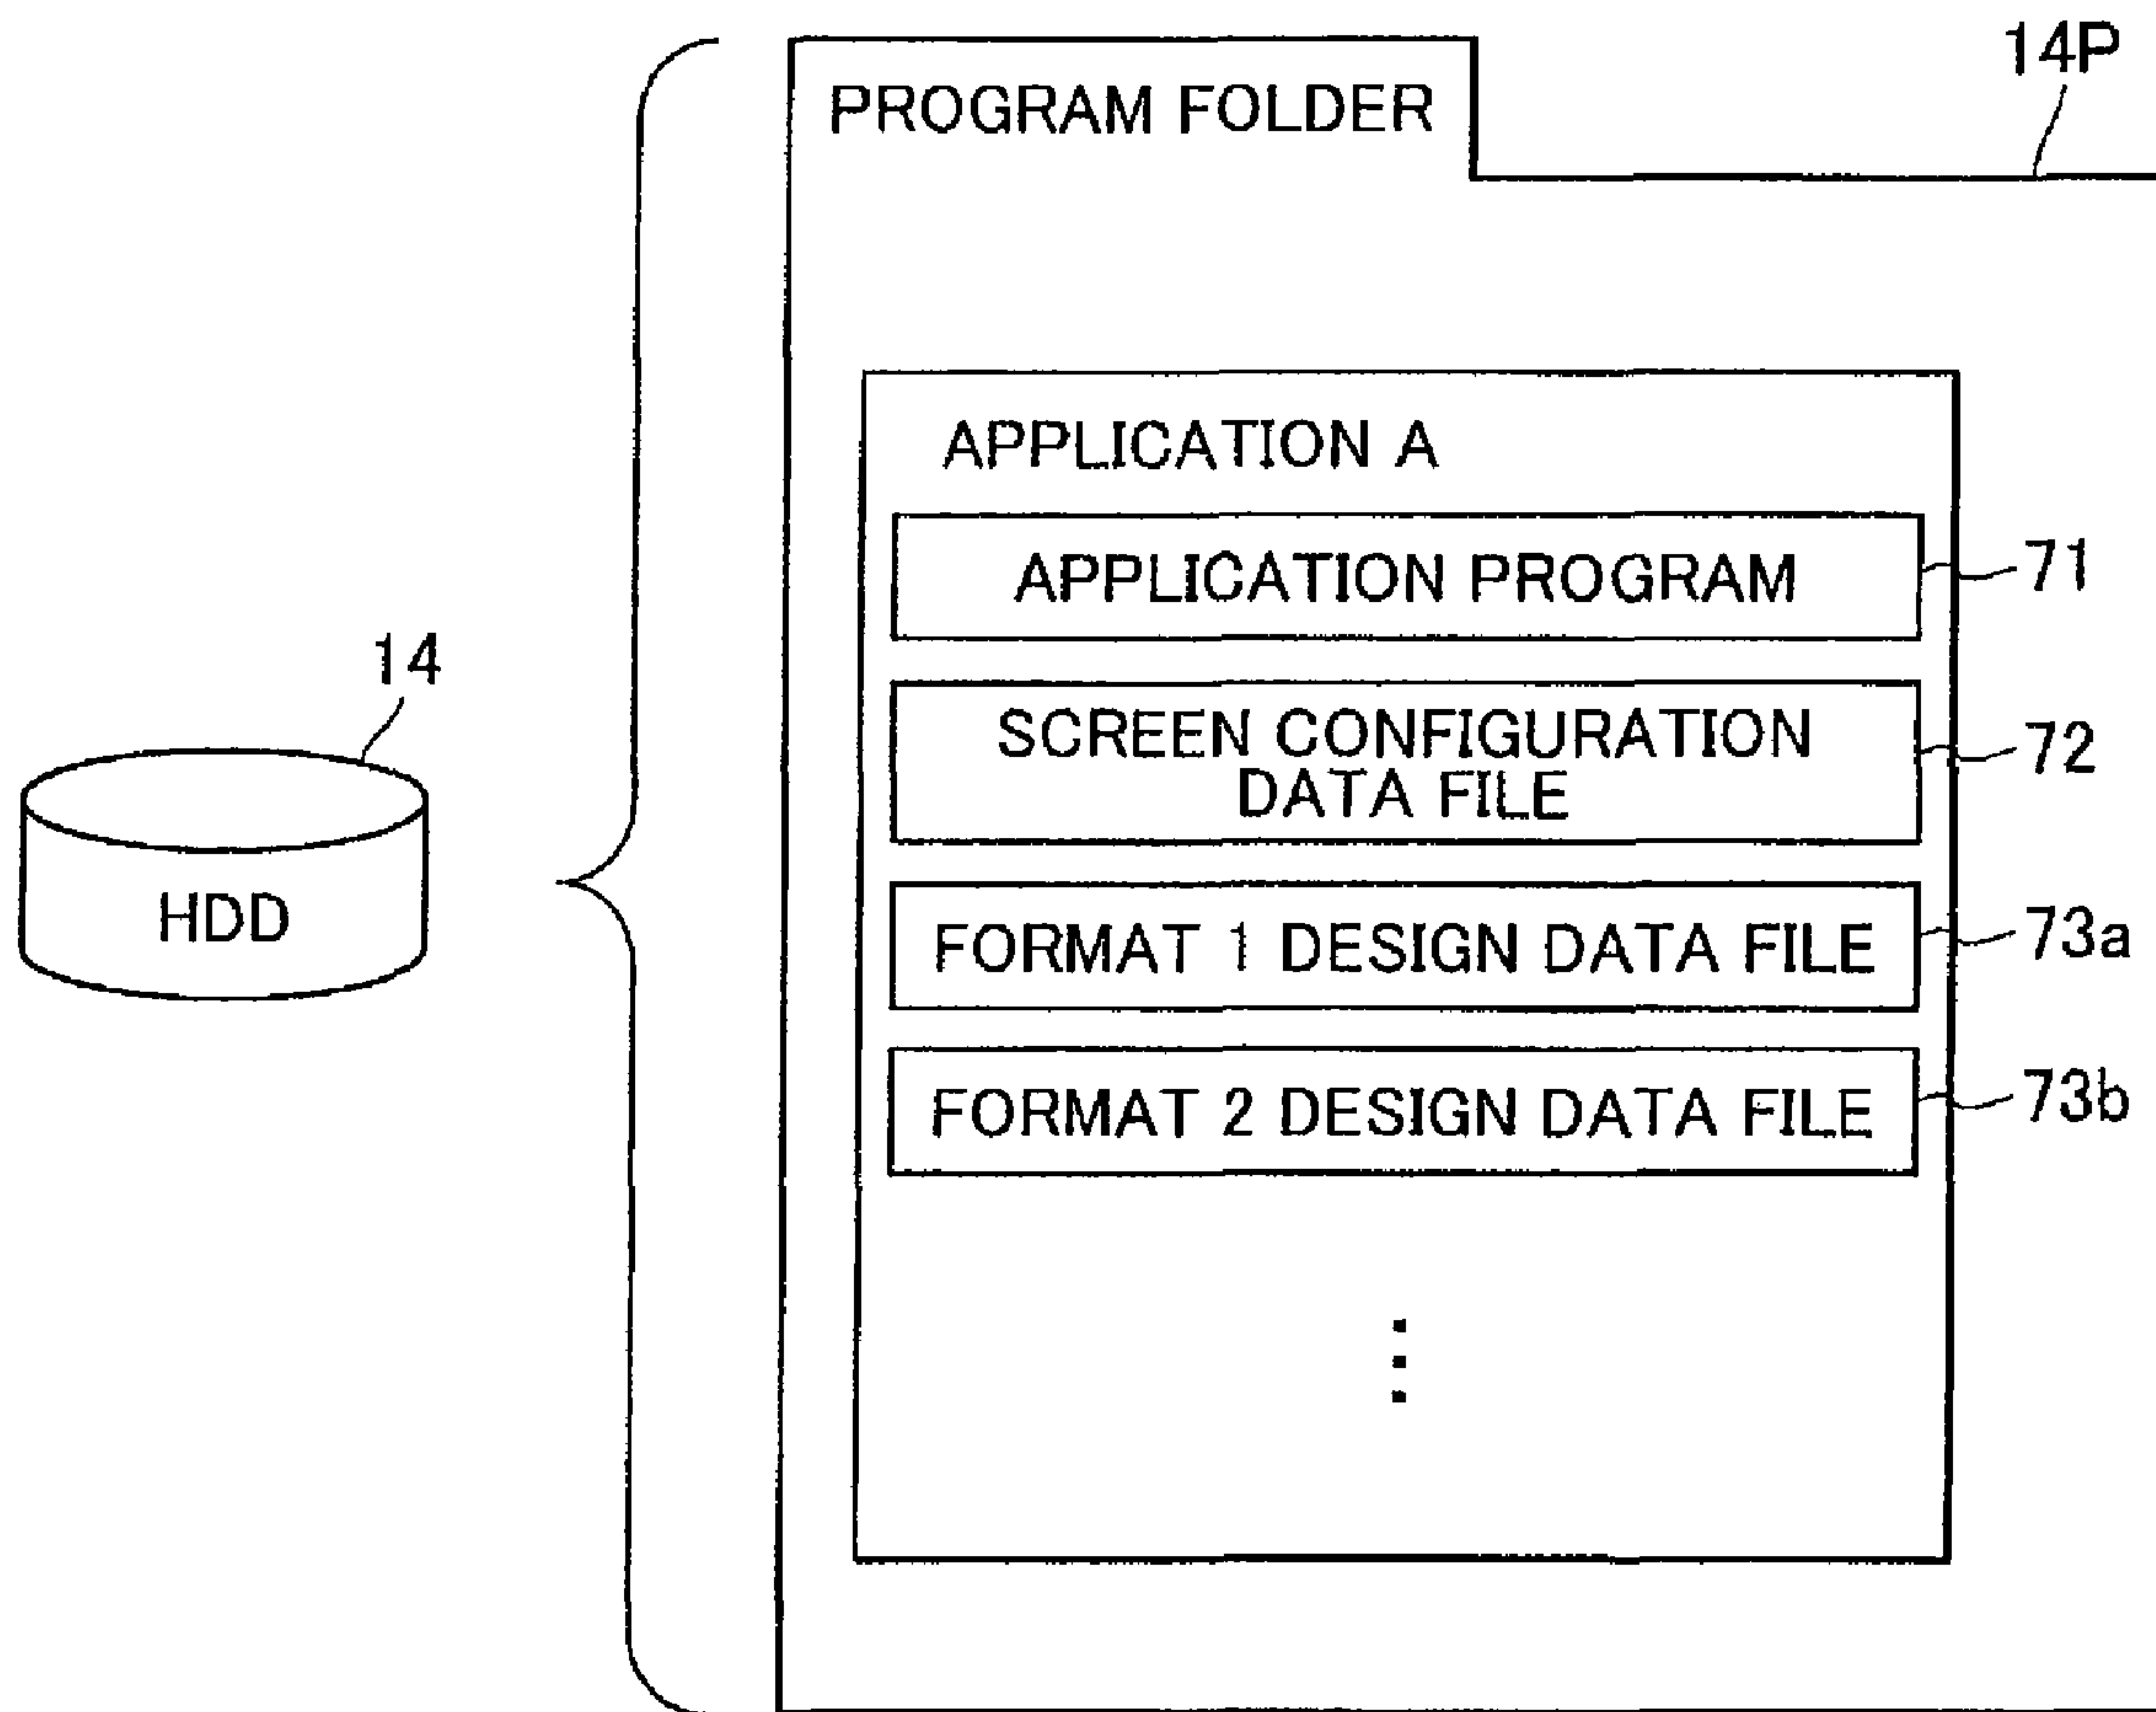 14P
PROGRAM FOLDER
APPLICATION A
APPLICATION PROGRAM
71
14
SCREEN CONFIGURATION
DATA FILE
72
HDD
FORMAT 1 DESIGN DATA FILE
73a
FORMAT 2 DESIGN DATA FILE
73b